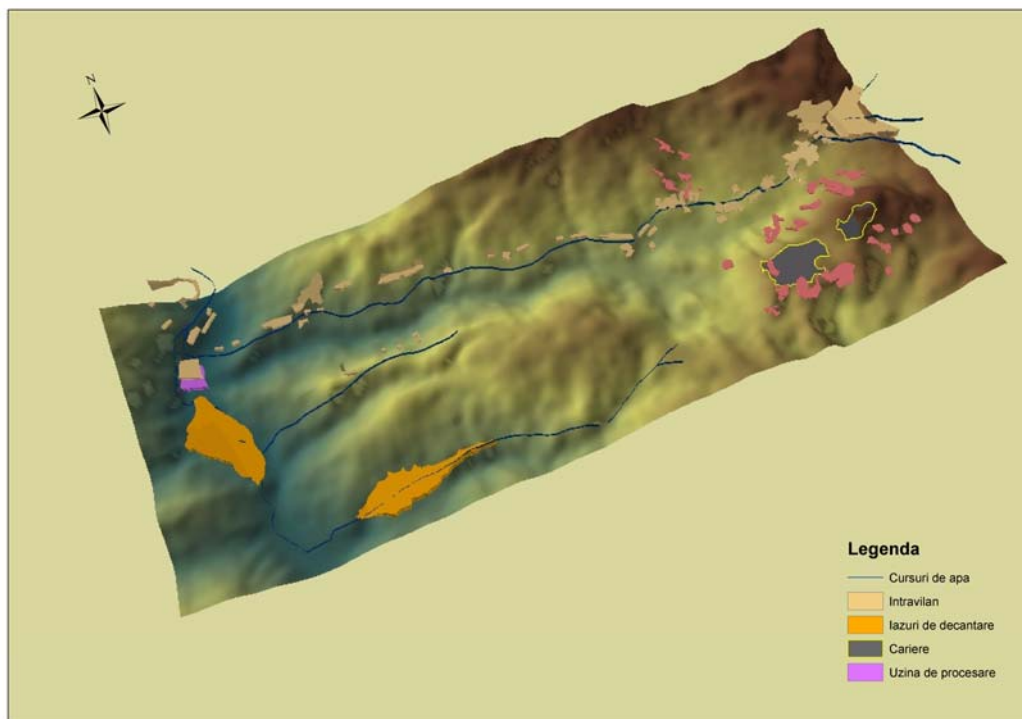 N
Legenda
Cursuri de apa
Intravilan
Iazuri de decantare
Cariere
Uzina de procesare